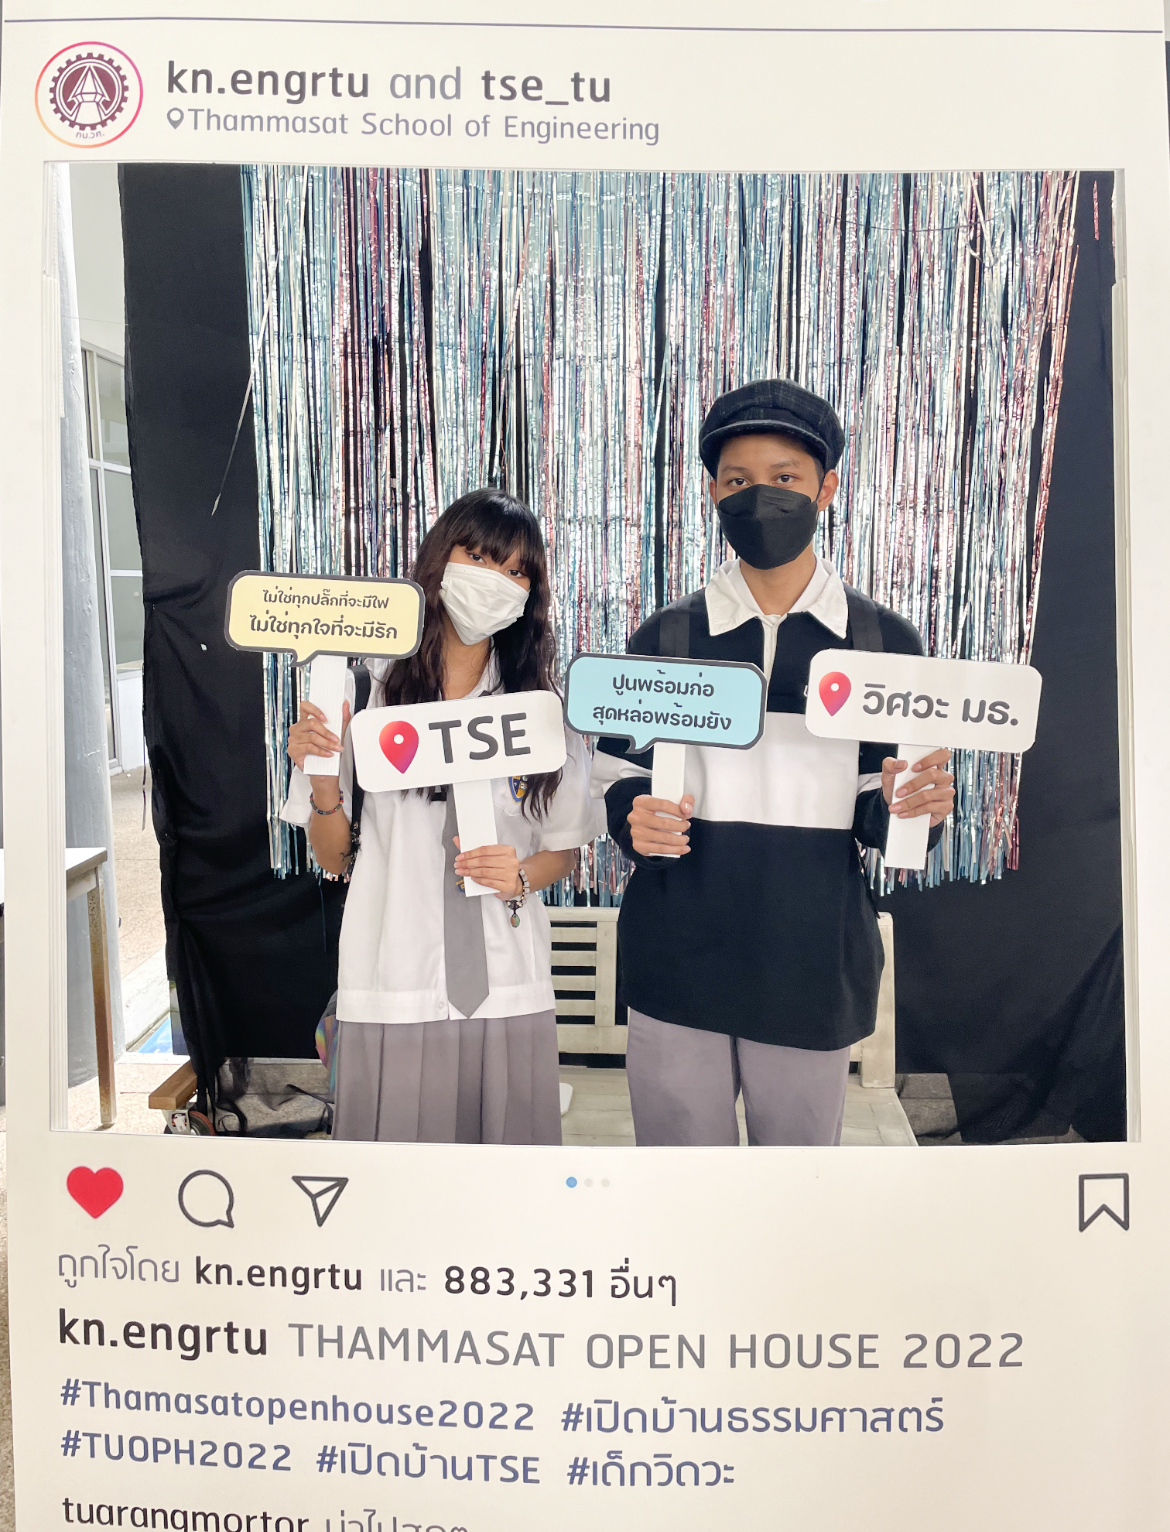 กน.วศ.
kn.engrtu and tse_tu
Thammasat School of Engineering
ไม่ใช่ทุกปลั๊กที่จะมีไฟ
ไม่ใช่ทุกใจที่จะมีรัก
TSE
ปูนพร้อมก่อ
สุดหล่อพร้อมยัง
วิศวะ มธ.
ถูกใจโดย kn.engrtu และ 883,331 อื่นๆ
kn.engrtu THAMMASAT OPEN HOUSE 2022
#Thamasatopenhouse2022 #เปิดบ้านธรรมศาสตร์
#TUOPH2022 #เปิดบ้านTSE #เด็กวิดวะ
tuarangmortor